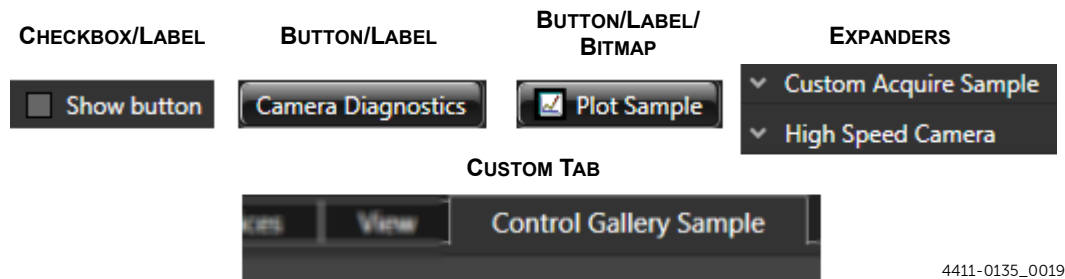 CHECKBOX/LABEL
BUTTON/LABEL
BUTTON/LABEL/
BITMAP
EXPANDERS
Show button
Camera Diagnostics
Plot Sample
Custom Acquire Sample
High Speed Camera
CUSTOM TAB
ces
View
Control Gallery Sample
4411-0135_0019